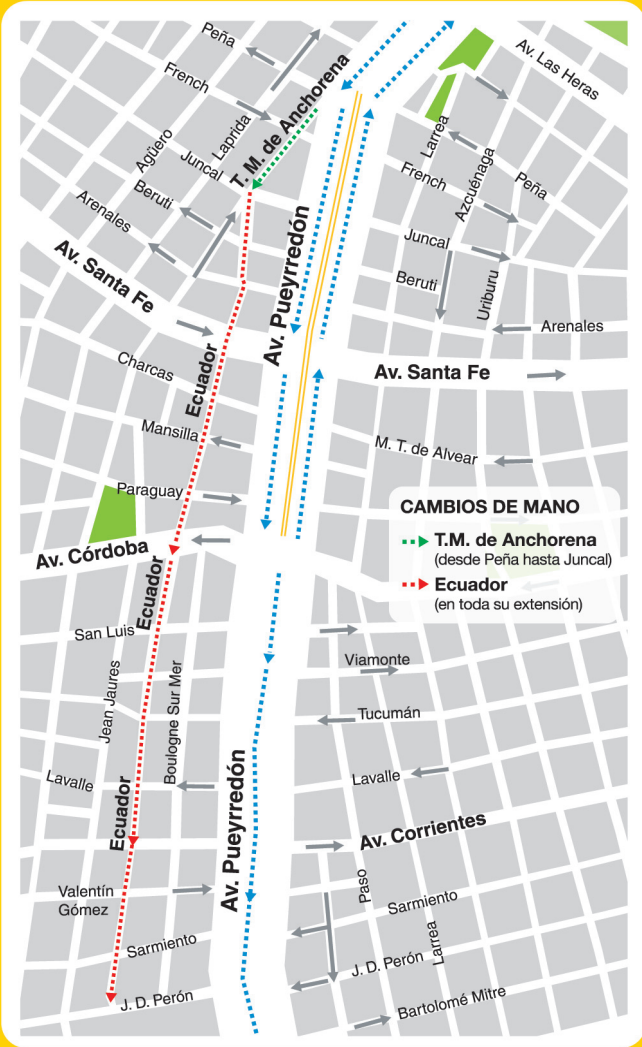 Peña
Av. Las Heras
French
T. M. de Anchorena
Laprida
Agüero
Juncal
Larrea
Azcuénaga
Peña
French
Beruti
Arenales
Juncal
Beruti
Uriburu
Av. Santa Fe
Av. Pueyrredón
Arenales
Charcas
Ecuador
Av. Santa Fe
Mansilla
M. T. de Alvear
Paraguay
CAMBIOS DE MANO
T.M. de Anchorena
(desde Peña hasta Juncal)
Ecuador
(en toda su extensión)
Av. Córdoba
Ecuador
San Luis
Viamonte
Jean Jaures
Boulogne Sur Mer
Tucumán
Lavalle
Lavalle
Ecuador
Av. Pueyrredón
Av. Corrientes
Valentín
Gómez
Paso
Sarmiento
Sarmiento
Larrea
J. D. Perón
J. D. Perón
Bartolomé Mitre